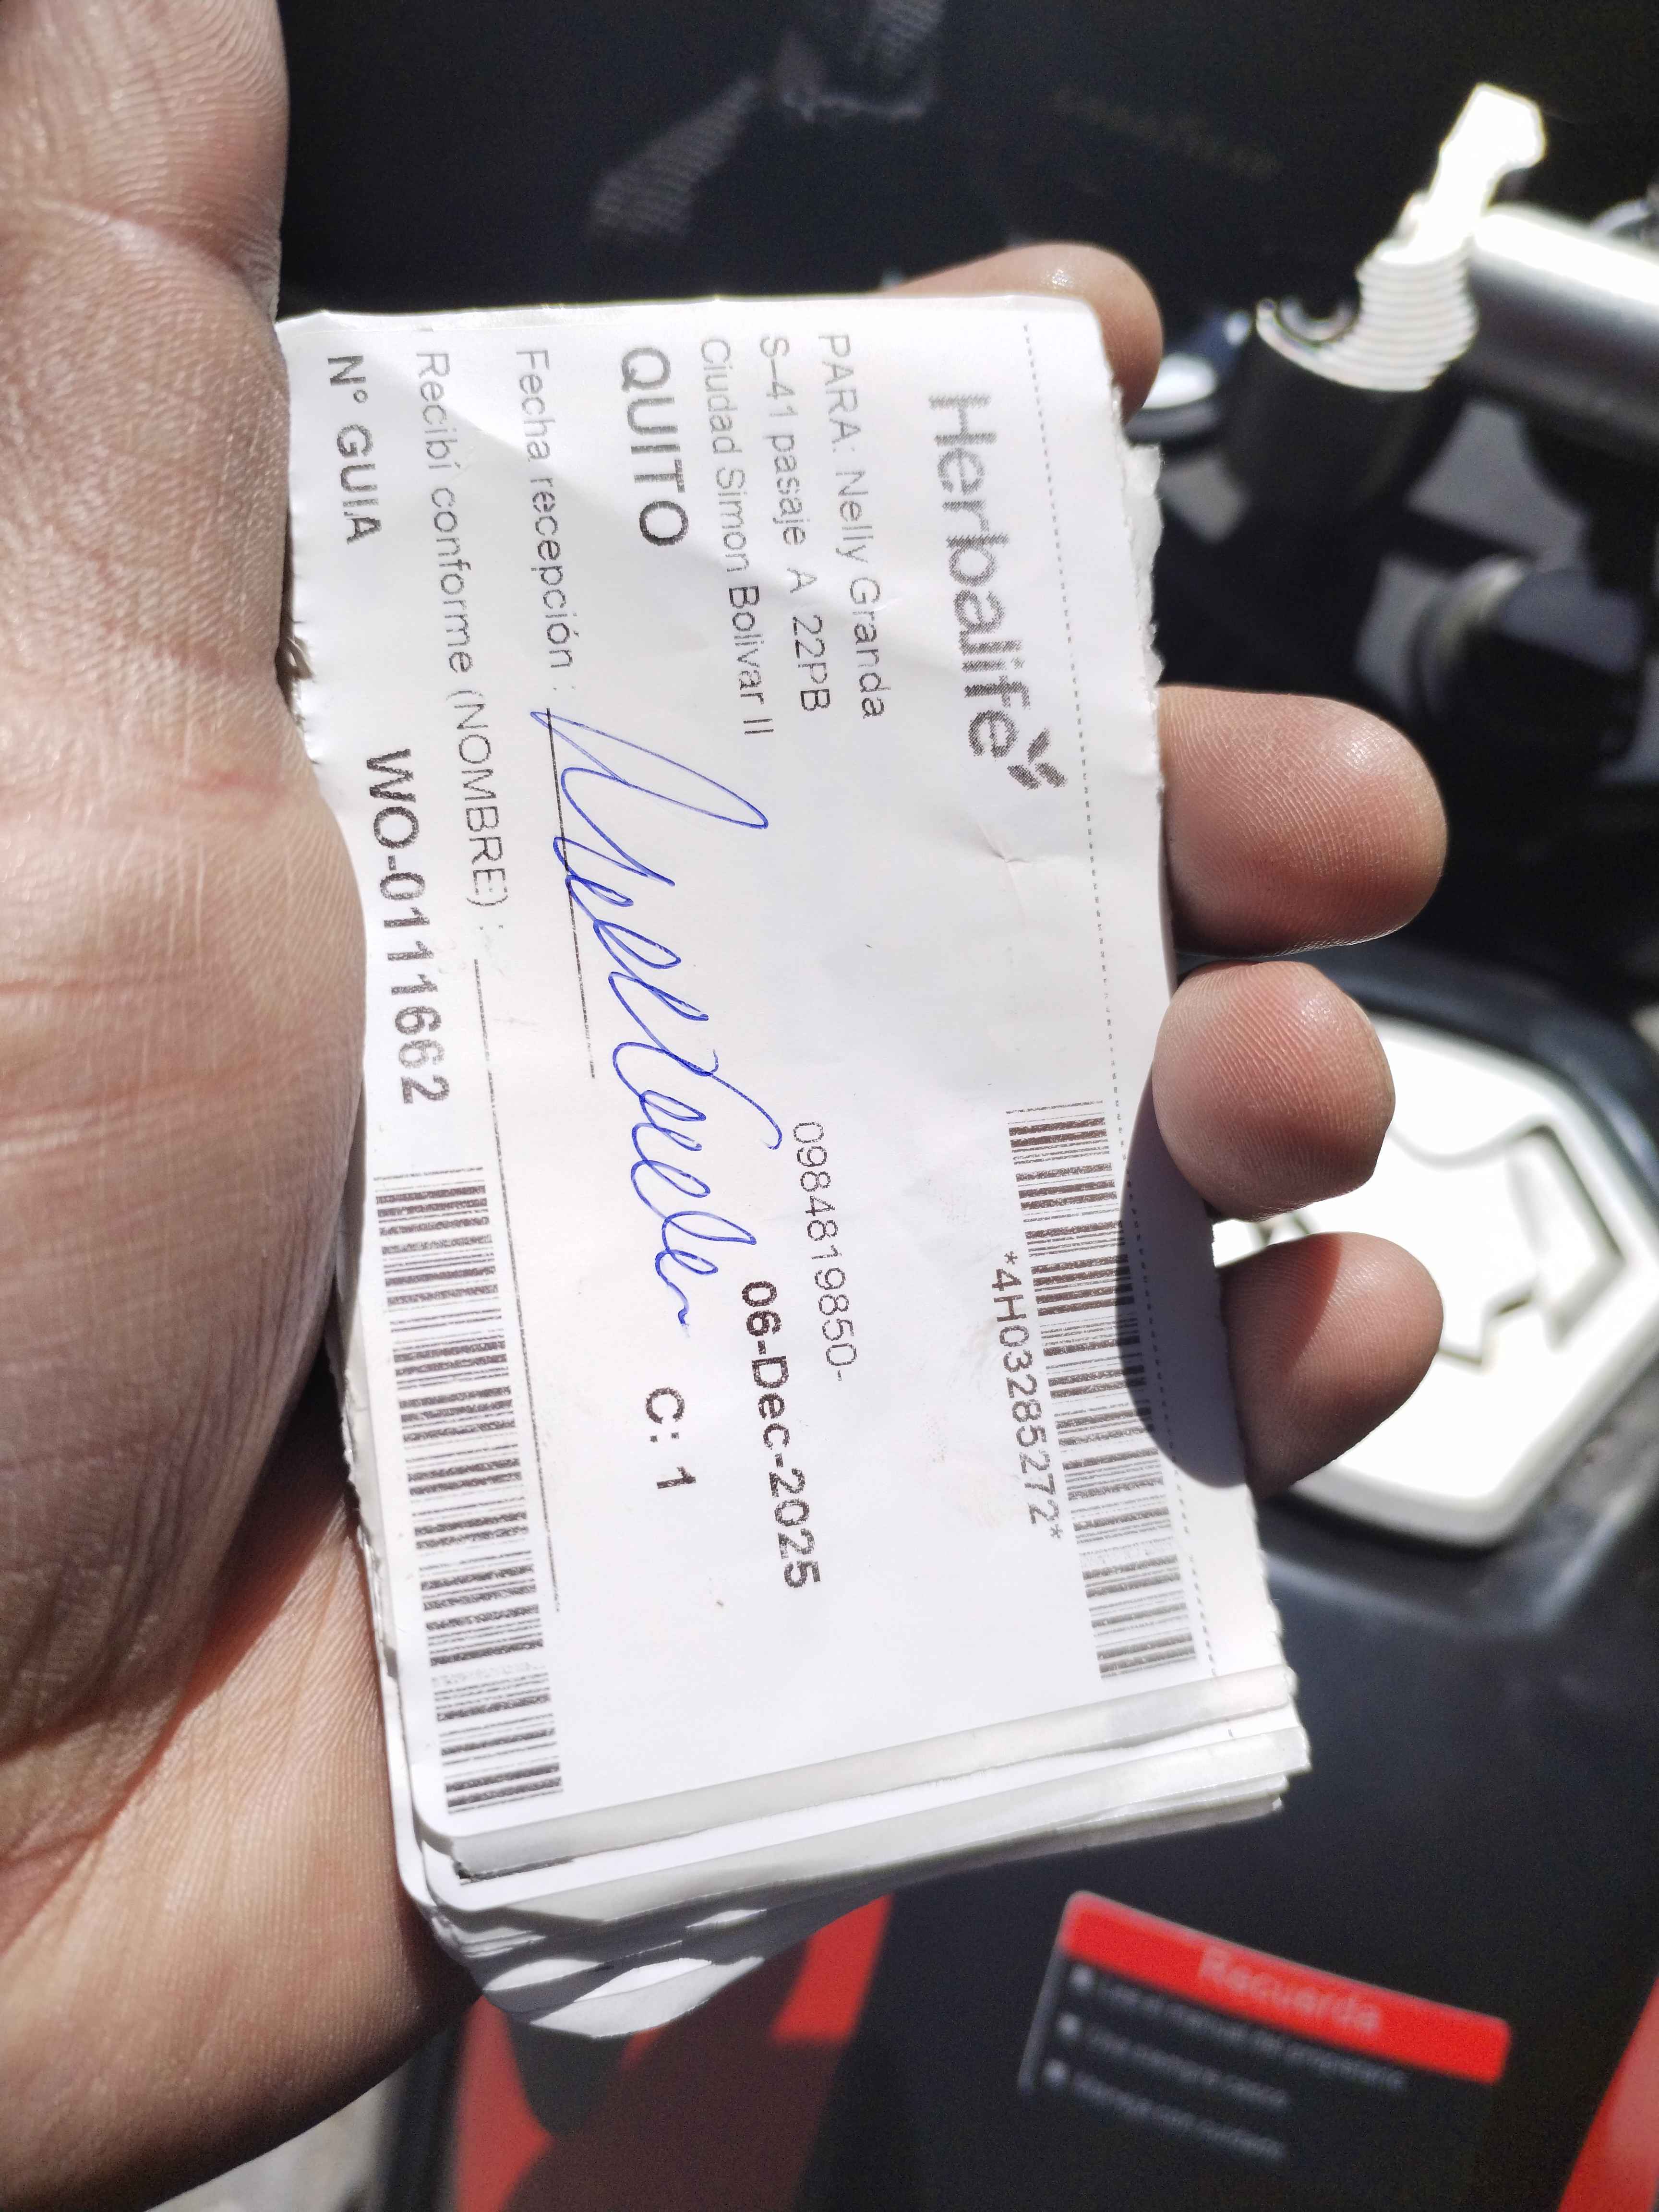 Herbalife
*4H03285272*
PARA: Nelly Granda
S-41 pasaje A 22PB
0984819850-
Ciudad Simon Bolivar II
06-Dec-2025
QUITO
C: 1
Fecha recepción :
Recibí conforme (NOMBRE) :
N° GUIA
WO-0111662
Recuerda